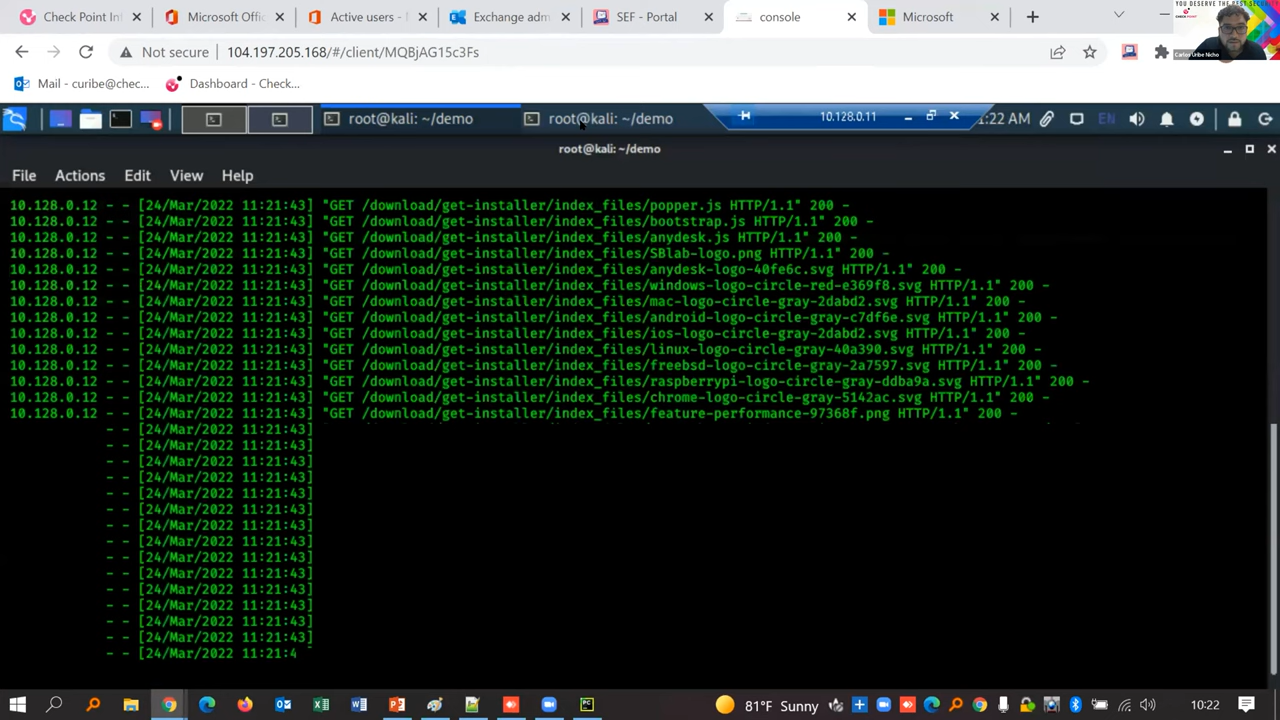 Check Point Int
Microsoft Offic
Active users -
Exchange adm
SEF - Portal
console
Microsoft
YOU DESERVE THE BEST SECURITY
CHECK POINT
Carlos Uribe Nicho
Not secure
104.197.205.168/#/client/MQBjAG15c3Fs
Mail - curibe@chec...
Dashboard - Check...
root@kali: ~/demo
root@kali: ~/demo
10.128.0.11
1:22 AM
EN
root@kali: ~/demo
File Actions Edit View Help
10.128.0.12 - - [24/Mar/2022 11:21:43] "GET /download/get-installer/index_files/popper.js HTTP/1.1" 200 -
10.128.0.12 - - [24/Mar/2022 11:21:43] "GET /download/get-installer/index_files/bootstrap.js HTTP/1.1" 200 -
10.128.0.12 - - [24/Mar/2022 11:21:43] "GET /download/get-installer/index_files/anydesk.js HTTP/1.1" 200 -
10.128.0.12 - - [24/Mar/2022 11:21:43] "GET /download/get-installer/index_files/SBlab-logo.png HTTP/1.1" 200 -
10.128.0.12 - - [24/Mar/2022 11:21:43] "GET /download/get-installer/index_files/anydesk-logo-40fe6c.svg HTTP/1.1" 200 -
10.128.0.12 - - [24/Mar/2022 11:21:43] "GET /download/get-installer/index_files/windows-logo-circle-red-e369f8.svg HTTP/1.1" 200 -
10.128.0.12 - - [24/Mar/2022 11:21:43] "GET /download/get-installer/index_files/mac-logo-circle-gray-2dabd2.svg HTTP/1.1" 200 -
10.128.0.12 - - [24/Mar/2022 11:21:43] "GET /download/get-installer/index_files/android-logo-circle-gray-c7df6e.svg HTTP/1.1" 200 -
10.128.0.12 - - [24/Mar/2022 11:21:43] "GET /download/get-installer/index_files/ios-logo-circle-gray-2dabd2.svg HTTP/1.1" 200 -
10.128.0.12 - - [24/Mar/2022 11:21:43] "GET /download/get-installer/index_files/linux-logo-circle-gray-40a390.svg HTTP/1.1" 200 -
10.128.0.12 - - [24/Mar/2022 11:21:43] "GET /download/get-installer/index_files/freebsd-logo-circle-gray-2a7597.svg HTTP/1.1" 200 -
10.128.0.12 - - [24/Mar/2022 11:21:43] "GET /download/get-installer/index_files/raspberrypi-logo-circle-gray-ddba9a.svg HTTP/1.1" 200 -
10.128.0.12 - - [24/Mar/2022 11:21:43] "GET /download/get-installer/index_files/chrome-logo-circle-gray-5142ac.svg HTTP/1.1" 200 -
10.128.0.12 - - [24/Mar/2022 11:21:43] "GET /download/get-installer/index_files/feature-performance-97368f.png HTTP/1.1" 200 -
- - [24/Mar/2022 11:21:43]
- - [24/Mar/2022 11:21:43]
- - [24/Mar/2022 11:21:43]
- - [24/Mar/2022 11:21:43]
- - [24/Mar/2022 11:21:43]
- - [24/Mar/2022 11:21:43]
- - [24/Mar/2022 11:21:43]
- - [24/Mar/2022 11:21:43]
- - [24/Mar/2022 11:21:43]
- - [24/Mar/2022 11:21:43]
- - [24/Mar/2022 11:21:43]
- - [24/Mar/2022 11:21:43]
- - [24/Mar/2022 11:21:43]
- - [24/Mar/2022 11:21:43]
- - [24/Mar/2022 11:21:4
81°F Sunny
10:22